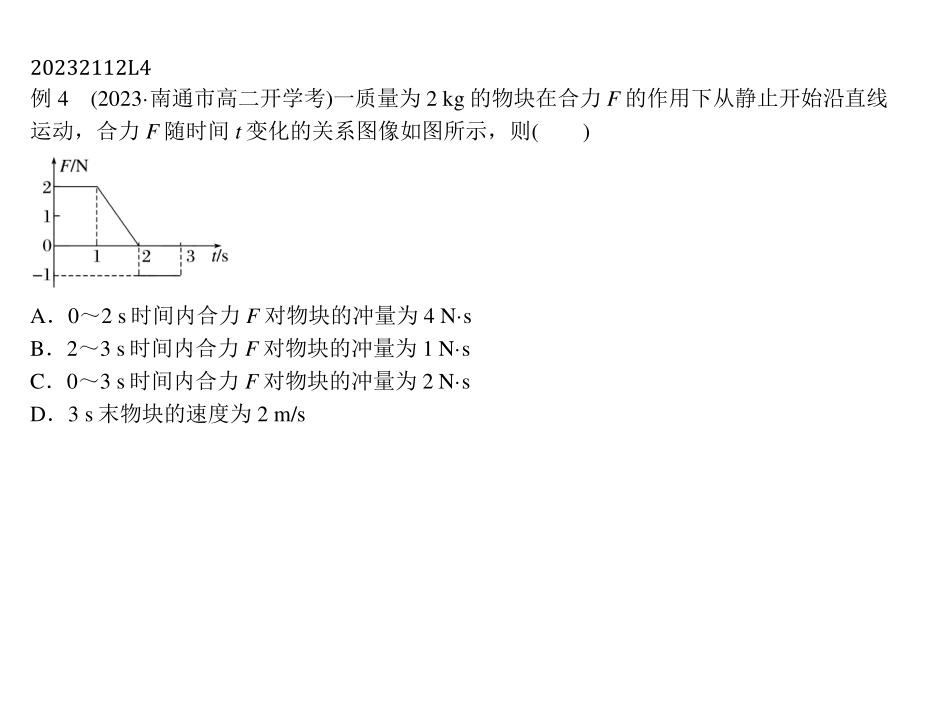 20232112L4
例 4　(2023·南通市高二开学考)一质量为 2 kg 的物块在合力 F 的作用下从静止开始沿直线
运动，合力 F 随时间 t 变化的关系图像如图所示，则(　　)
F/N
2
1
0
1
2
3
t/s
−1
A．0～2 s 时间内合力 F 对物块的冲量为 4 N·s
B．2～3 s 时间内合力 F 对物块的冲量为 1 N·s
C．0～3 s 时间内合力 F 对物块的冲量为 2 N·s
D．3 s 末物块的速度为 2 m/s